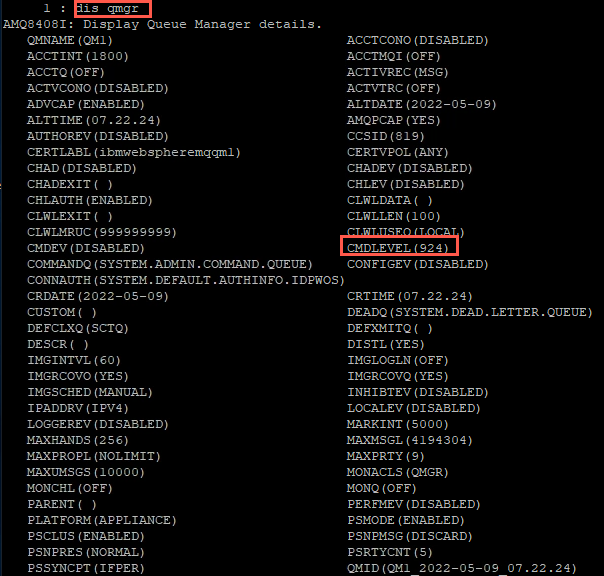 1 : dis qmgr
AMQ8408I: Display Queue Manager details.
QMNAME(QM1) ACCTCONO(DISABLED)
ACCTINT(1800) ACCTMQI(OFF)
ACCTQ(OFF) ACTIVREC(MSG)
ACTVCONO(DISABLED) ACTVTRC(OFF)
ADVCAP(ENABLED) ALTDATE(2022-05-09)
ALTTIME(07.22.24) AMQPCAP(YES)
AUTHOREV(DISABLED) CCSID(819)
CERTLABL(ibmwebspheremqqm1) CERTVPOL(ANY)
CHAD(DISABLED) CHADEV(DISABLED)
CHADEXIT( ) CHLEV(DISABLED)
CHLAUTH(ENABLED) CLWLDATA( )
CLWLEXIT( ) CLWLLEN(100)
CLWLMRUC(999999999) CLWLUSEQ(LOCAL)
CMDEV(DISABLED) CMDLEVEL(924)
COMMANDQ(SYSTEM.ADMIN.COMMAND.QUEUE) CONFIGEV(DISABLED)
CONNAUTH(SYSTEM.DEFAULT.AUTHINFO.IDPWOS)
CRDATE(2022-05-09) CRTIME(07.22.24)
CUSTOM( ) DEADQ(SYSTEM.DEAD.LETTER.QUEUE)
DEFCLXQ(SCTQ) DEFXMITQ( )
DESCR( ) DISTL(YES)
IMGINTVL(60) IMGLOGLN(OFF)
IMGRCOVO(YES) IMGRCOVQ(YES)
IMGSCHED(MANUAL) INHIBTEV(DISABLED)
IPADDRV(IPV4) LOCALEV(DISABLED)
LOGGEREV(DISABLED) MARKINT(5000)
MAXHANDS(256) MAXMSGL(4194304)
MAXPROPL(NOLIMIT) MAXPRTY(9)
MAXUMSGS(10000) MONACLS(QMGR)
MONCHL(OFF) MONQ(OFF)
PARENT( ) PERFMEV(DISABLED)
PLATFORM(APPLIANCE) PSMODE(ENABLED)
PSCLUS(ENABLED) PSNPMSG(DISCARD)
PSNPRES(NORMAL) PSRTYCNT(5)
PSSYNCPT(IFPER) QMID(QM1_2022-05-09_07.22.24)